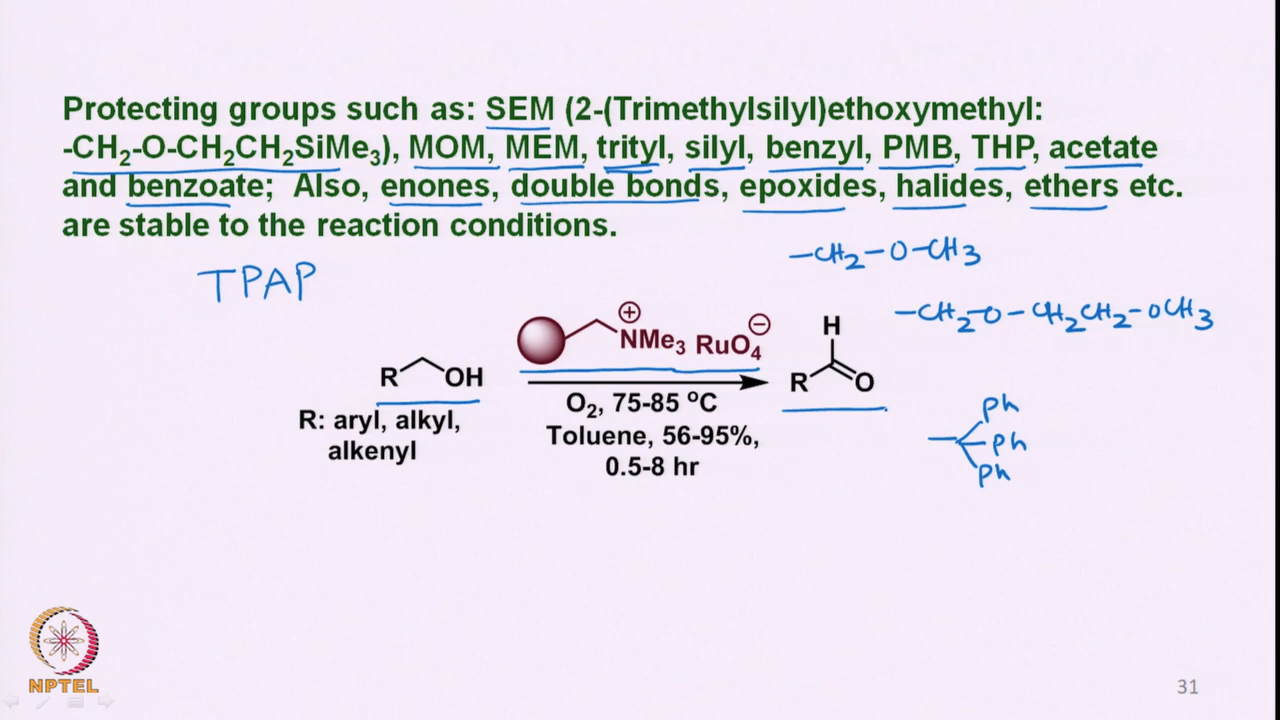 Protecting groups such as: SEM (2-(Trimethylsilyl)ethoxymethyl:
-CH2-O-CH2CH2SiMe3), MOM, MEM, trityl, silyl, benzyl, PMB, THP, acetate
and benzoate; Also, enones, double bonds, epoxides, halides, ethers etc.
are stable to the reaction conditions.
-CH2-O-CH3
TPAP
-CH2O-CH2CH2-OCH3
NMe3 RuO4
R OH
H
R O
R: aryl, alkyl,
alkenyl
O2, 75-85 ºC
Toluene, 56-95%,
0.5-8 hr
Ph
Ph
Ph
NPTEL
31